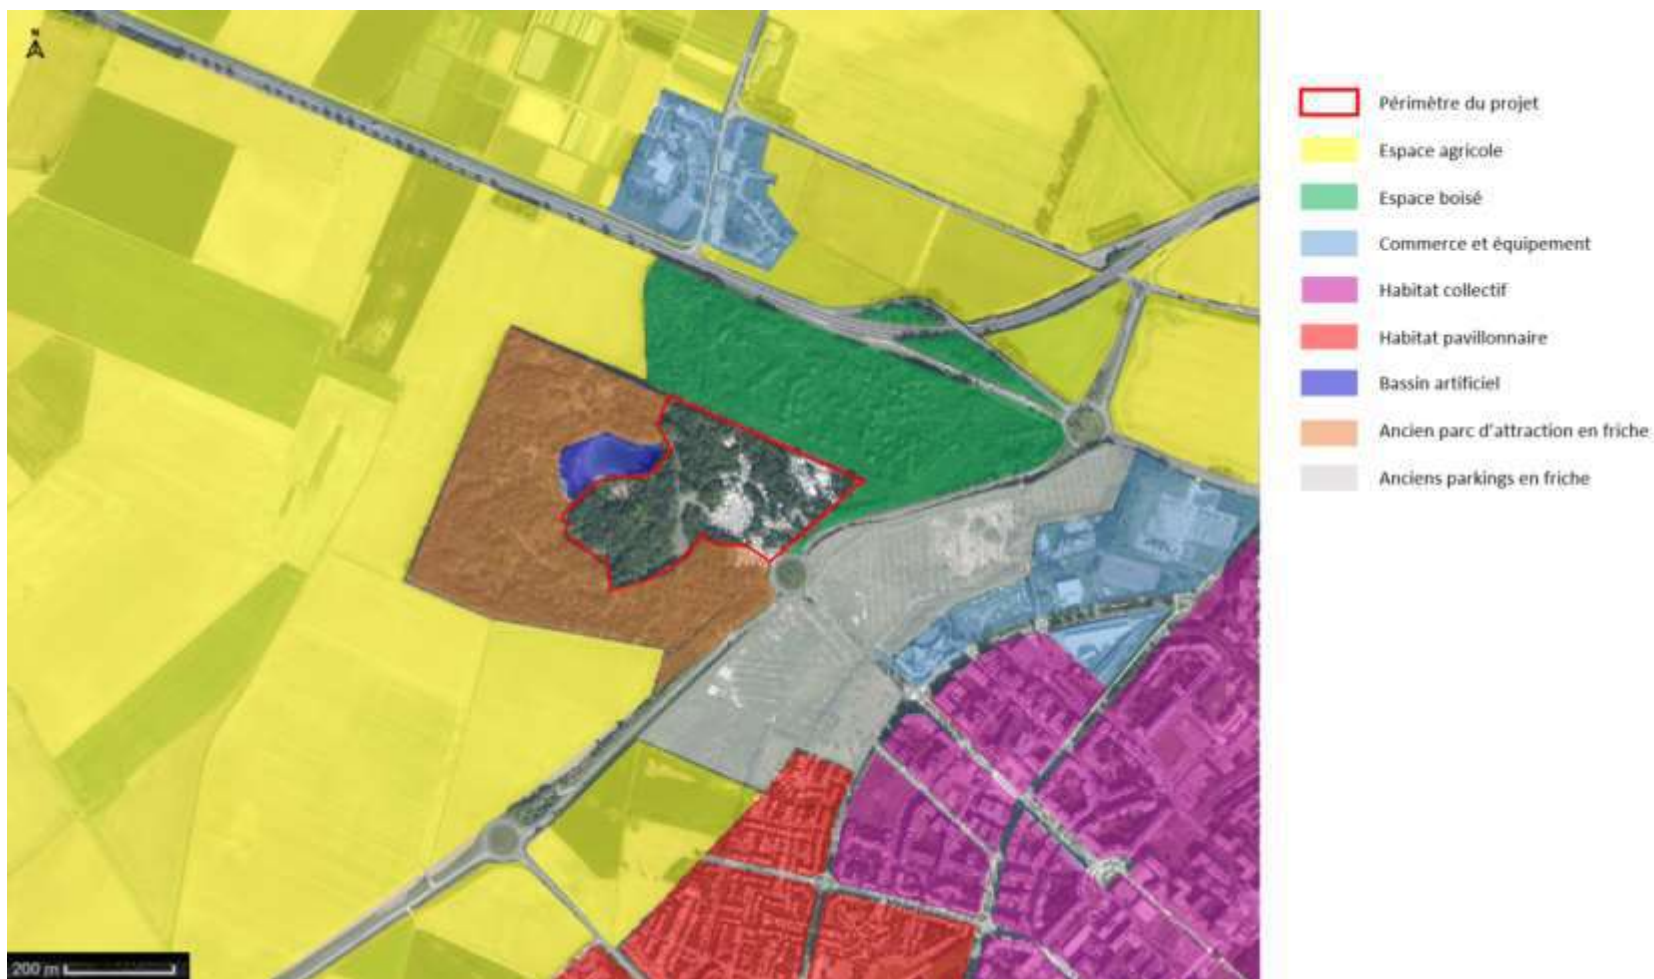 N
Périmètre du projet
Espace agricole
Espace boisé
Commerce et équipement
Habitat collectif
Habitat pavillonnaire
Bassin artificiel
Ancien parc d'attraction en friche
Anciens parkings en friche
200 m